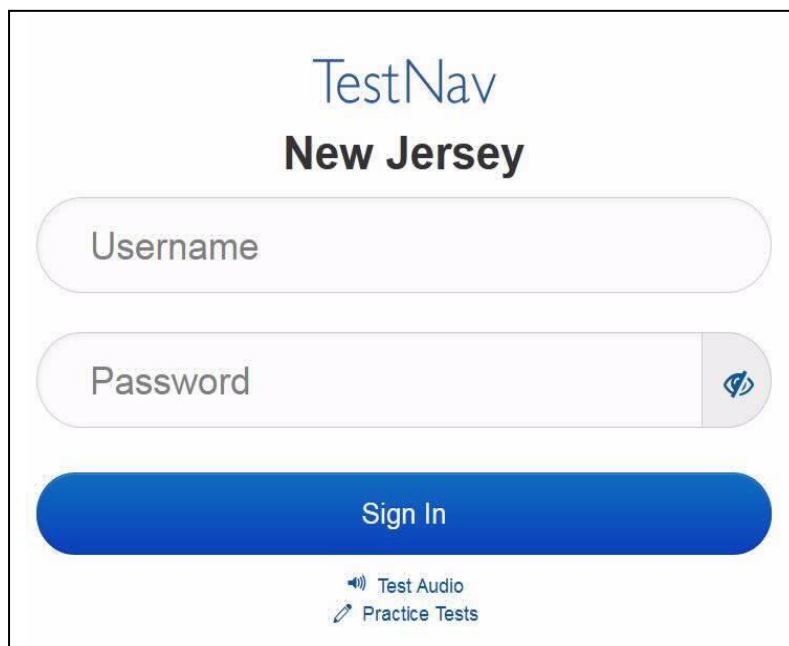 TestNav
New Jersey
Username
Password
Sign In
Test Audio
Practice Tests